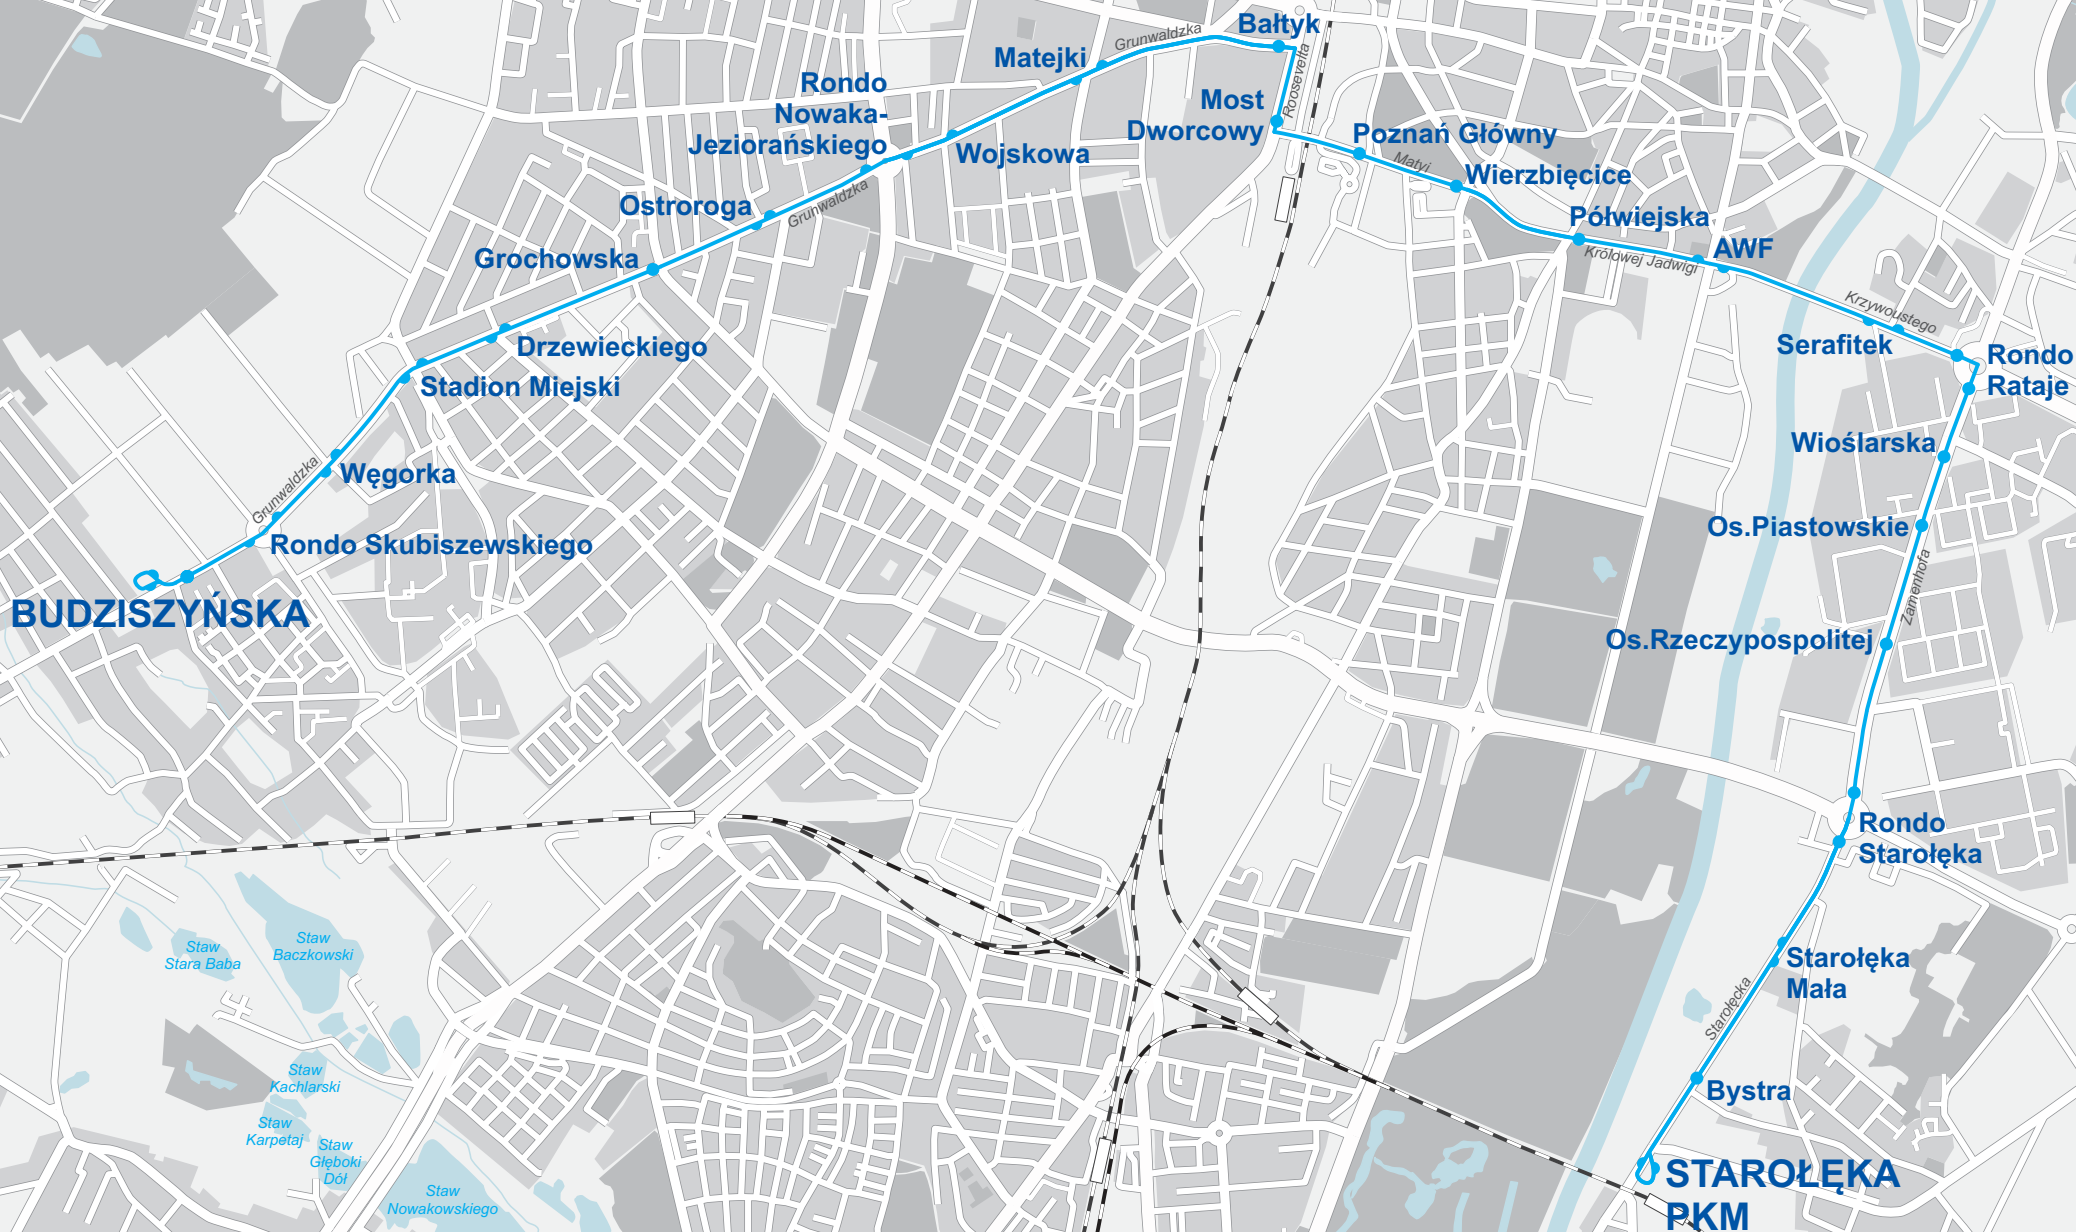 Bałtyk
Grunwaldzka
Matejki
Roosevelta
Rondo
Nowaka-
Jeziorańskiego
Most
Dworcowy
Poznań Główny
Wojskowa
Matyi
Wierzbięcice
Grunwaldzka
Ostroroga
Półwiejska
AWF
Królowej Jadwigi
Grochowska
Krzywoustego
Drzewieckiego
Serafitek
Rondo
Rataje
Stadion Miejski
Wioślarska
Węgorka
Grunwaldzka
Os.Piastowskie
Rondo Skubiszewskiego
Zamenhofa
BUDZISZYŃSKA
Os.Rzeczypospolitej
Rondo
Starołęka
Staw
Stara Baba
Staw
Baczkowski
Starołęka
Mała
Starołęcka
Staw
Kachlarski
Bystra
Staw
Karpetaj
Staw
Głęboki
Dół
STAROŁĘKA
PKM
Staw
Nowakowskiego